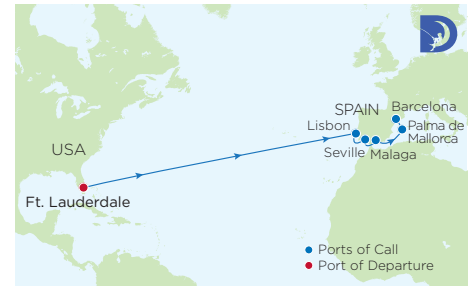 SPAIN
Barcelona
Lisbon
Palma de
Mallorca
USA
Seville
Malaga
Ft. Lauderdale
Ports of Call
Port of Departure